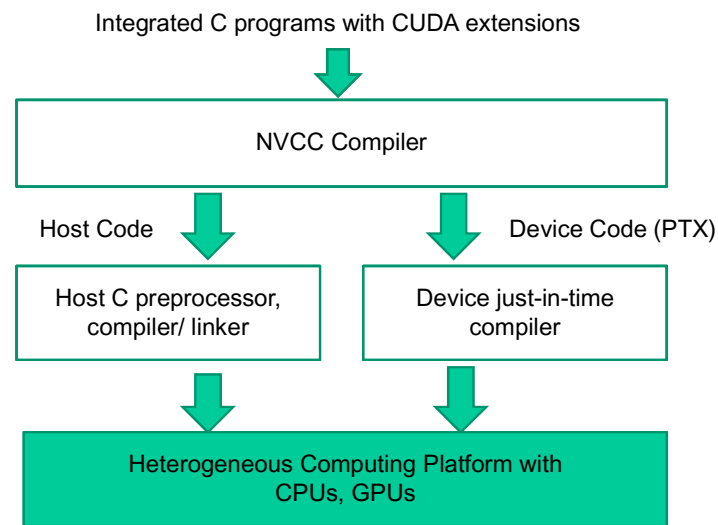 Integrated C programs with CUDA extensions
NVCC Compiler
Host Code
Device Code (PTX)
Host C preprocessor,
compiler/ linker
Device just-in-time
compiler
Heterogeneous Computing Platform with
CPUs, GPUs